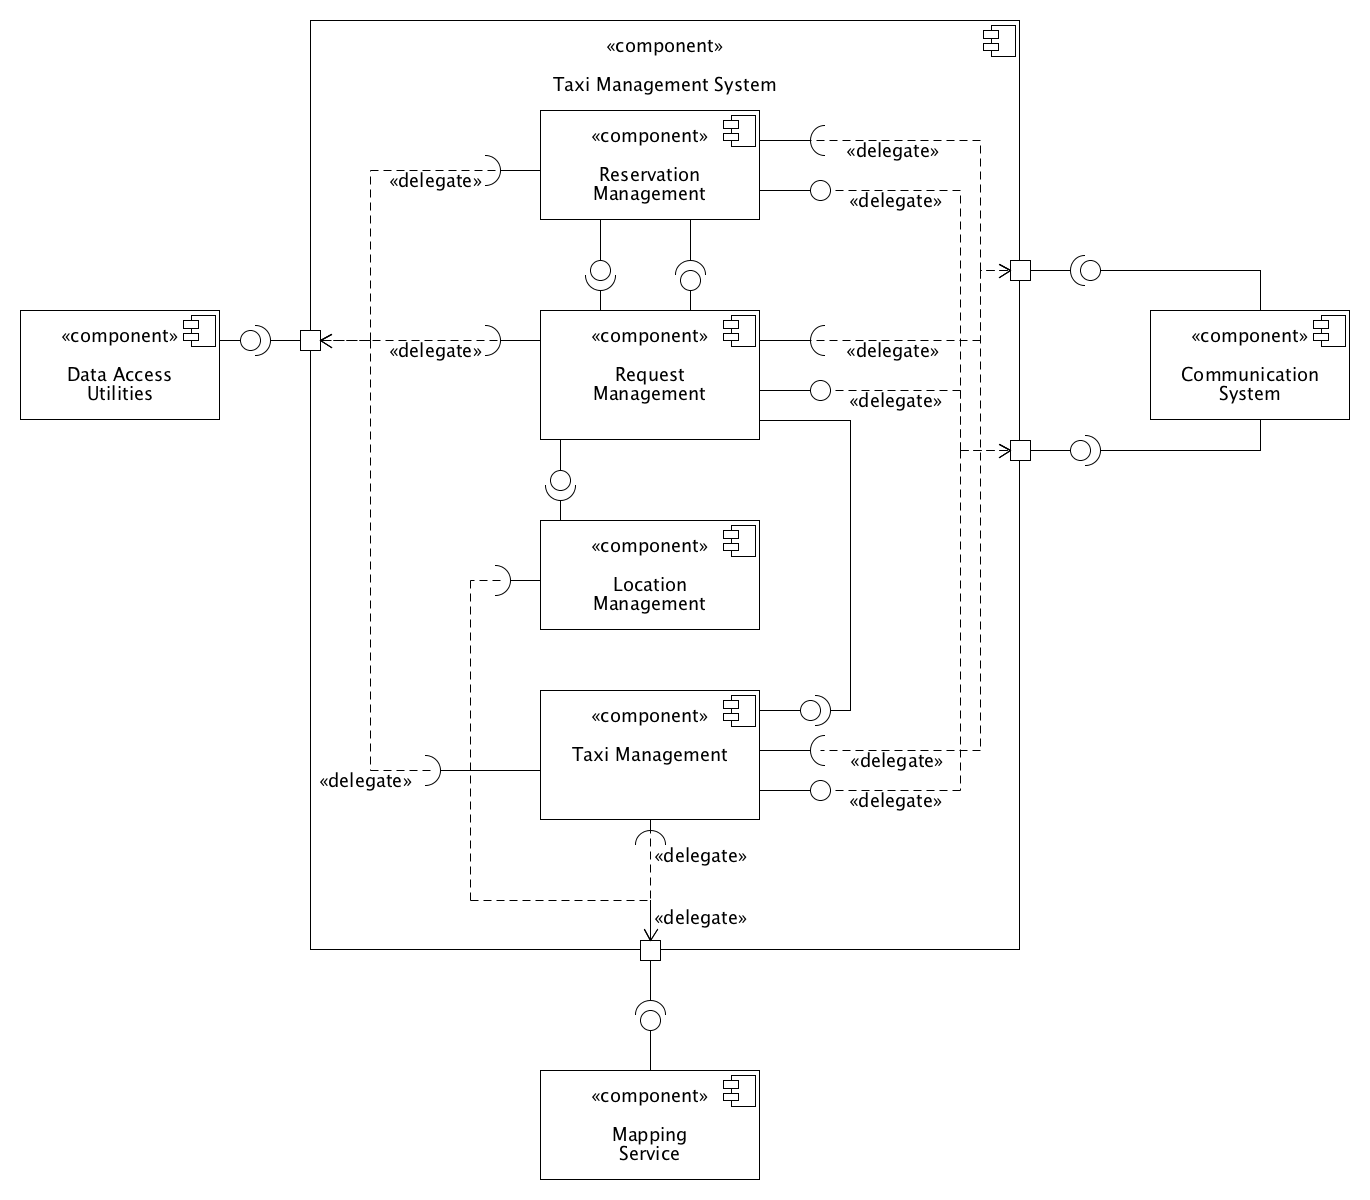 «component»
Taxi Management System
«component»
Reservation
Management
«delegate»
«delegate»
«delegate»
«component»
Data Access
Utilities
«component»
Request
Management
«delegate»
«delegate»
«delegate»
«component»
Communication
System
«component»
Location
Management
«component»
Taxi Management
«delegate»
«delegate»
«delegate»
«delegate»
«delegate»
«component»
Mapping
Service